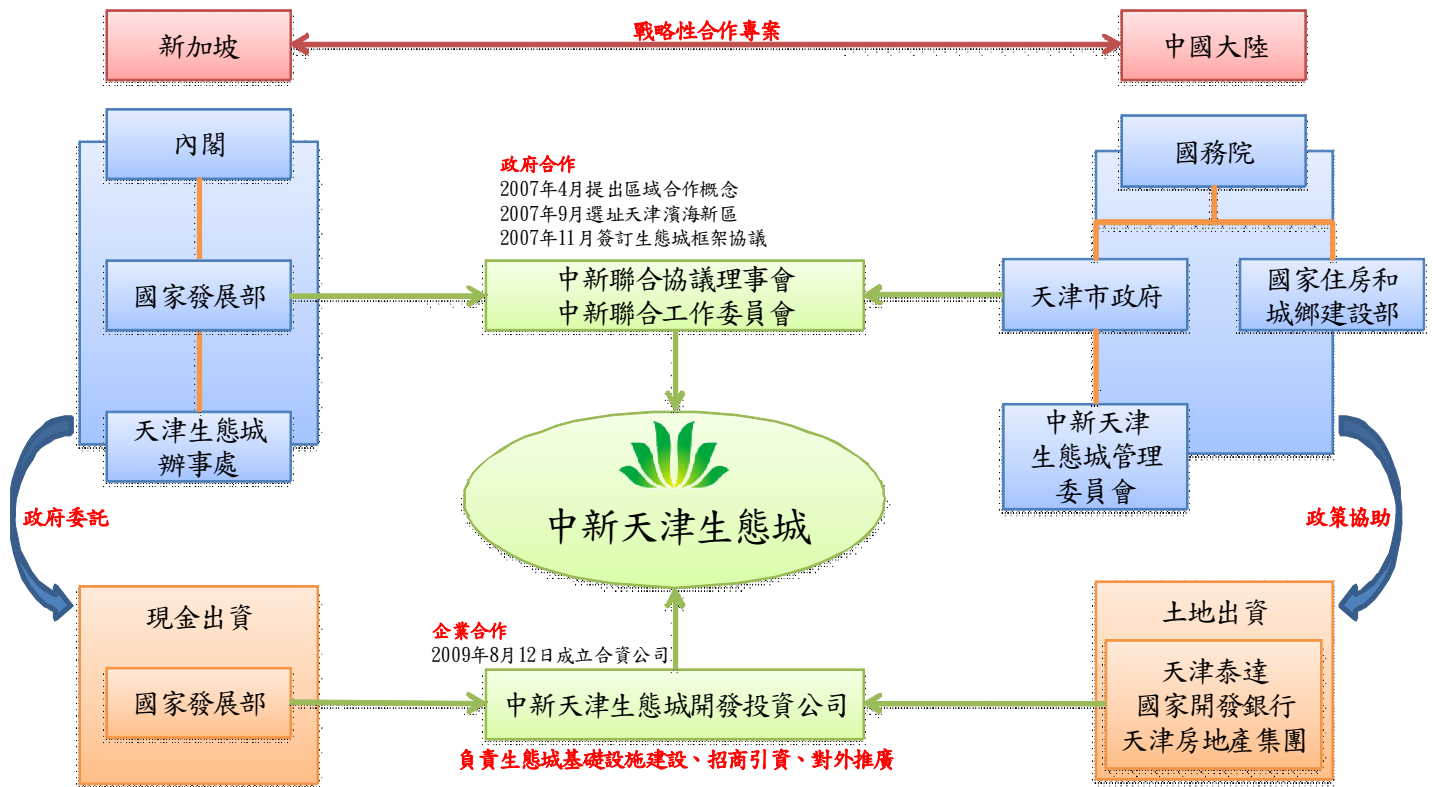 新加坡
戰略性合作專案
中國大陸
內閣
國務院
政府合作
2007年4月提出區域合作概念
2007年9月選址天津濱海新區
2007年11月簽訂生態城框架協議
國家發展部
中新聯合協議理事會
中新聯合工作委員會
天津市政府
國家住房和
城鄉建設部
天津生態城
辦事處
中新天津
生態城管理
委員會
中新天津生態城
政府委託
政策協助
現金出資
土地出資
企業合作
2009年8月12日成立合資公司
國家發展部
中新天津生態城開發投資公司
天津泰達
國家開發銀行
天津房地產集團
負責生態城基礎設施建設、招商引資、對外推廣